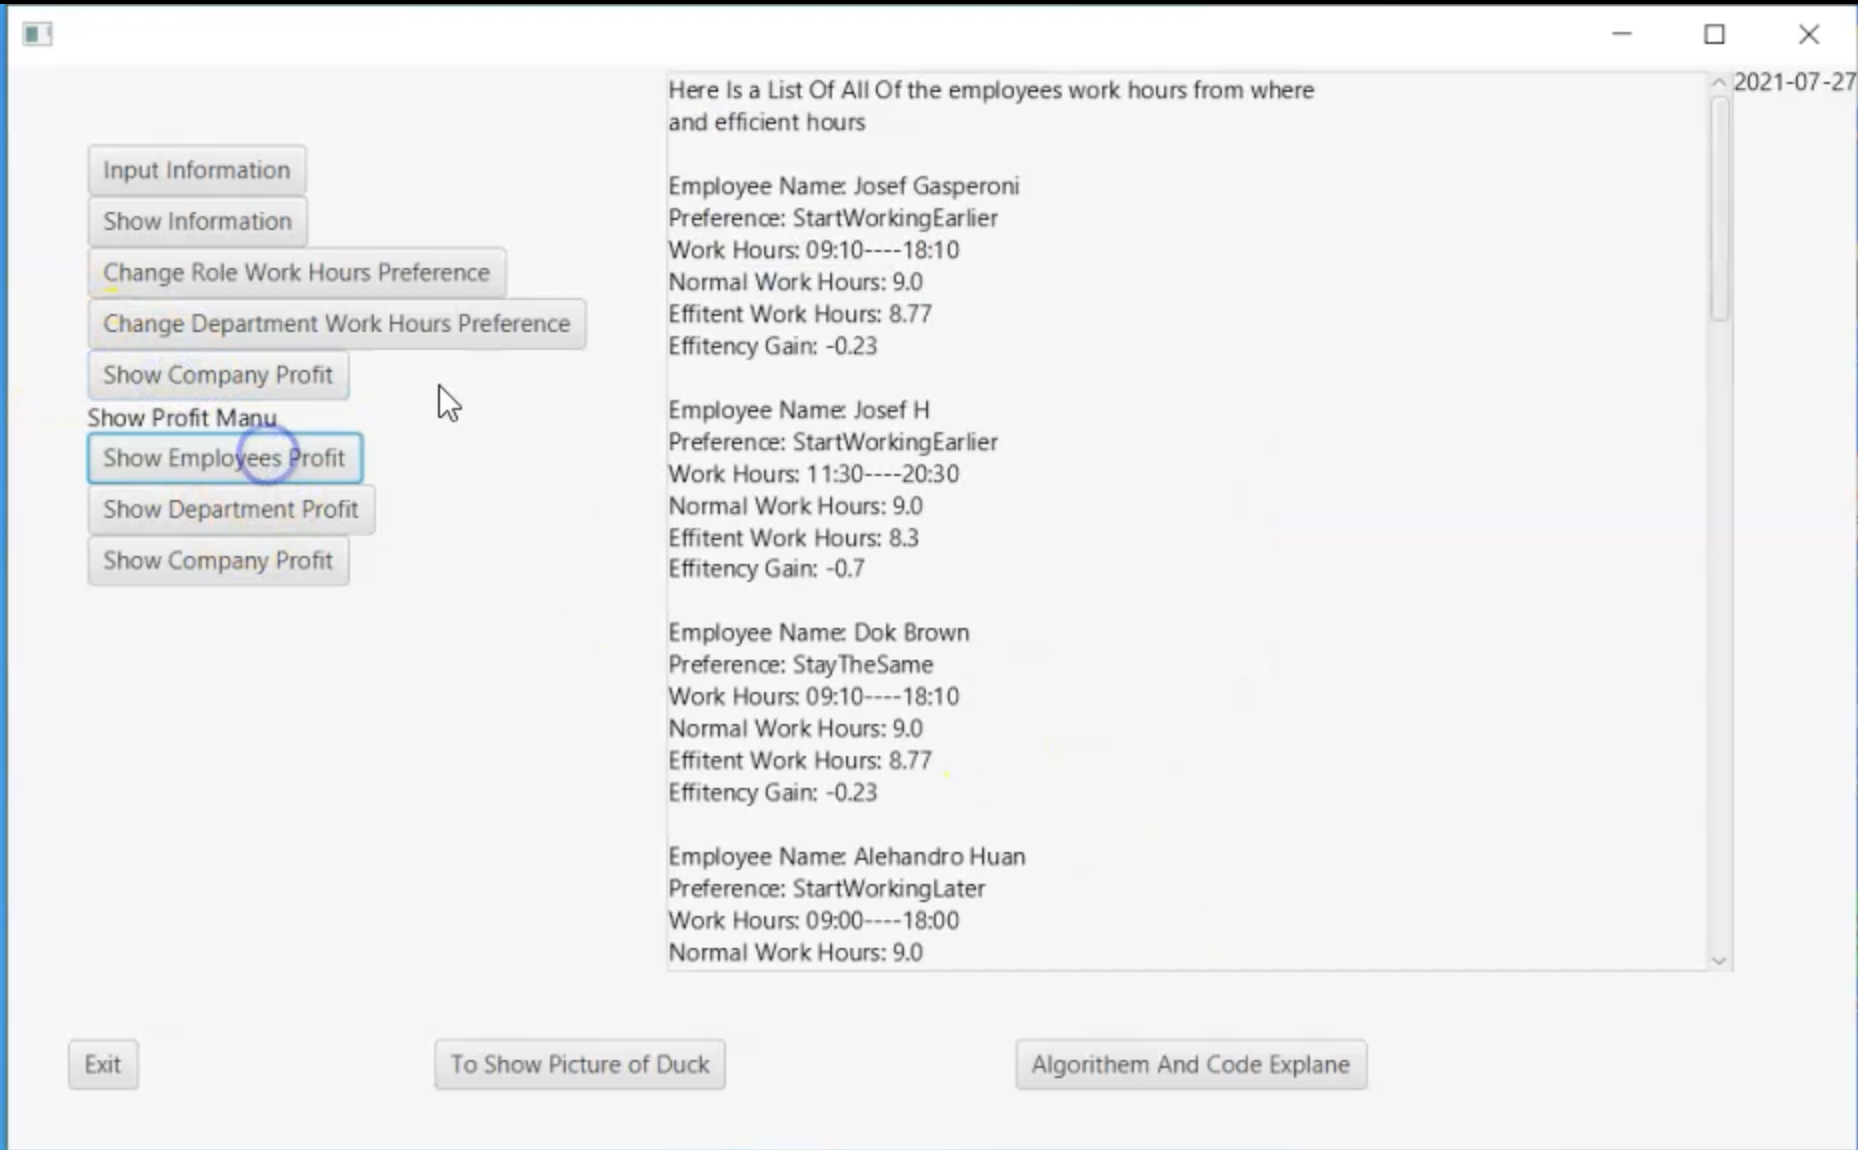 Input Information
Show Information
Change Role Work Hours Preference
Change Department Work Hours Preference
Show Company Profit
Show Profit Manu
Show Employees Profit
Show Department Profit
Show Company Profit
Here Is a List Of All Of the employees work hours from where
and efficient hours
Employee Name: Josef Gasperoni
Preference: StartWorkingEarlier
Work Hours: 09:10----18:10
Normal Work Hours: 9.0
Effitent Work Hours: 8.77
Effitency Gain: -0.23
Employee Name: Josef H
Preference: StartWorkingEarlier
Work Hours: 11:30----20:30
Normal Work Hours: 9.0
Effitent Work Hours: 8.3
Effitency Gain: -0.7
Employee Name: Dok Brown
Preference: StayTheSame
Work Hours: 09:10----18:10
Normal Work Hours: 9.0
Effitent Work Hours: 8.77
Effitency Gain: -0.23
Employee Name: Alehandro Huan
Preference: StartWorkingLater
Work Hours: 09:00----18:00
Normal Work Hours: 9.0
2021-07-27
Exit
To Show Picture of Duck
Algorithem And Code Explane